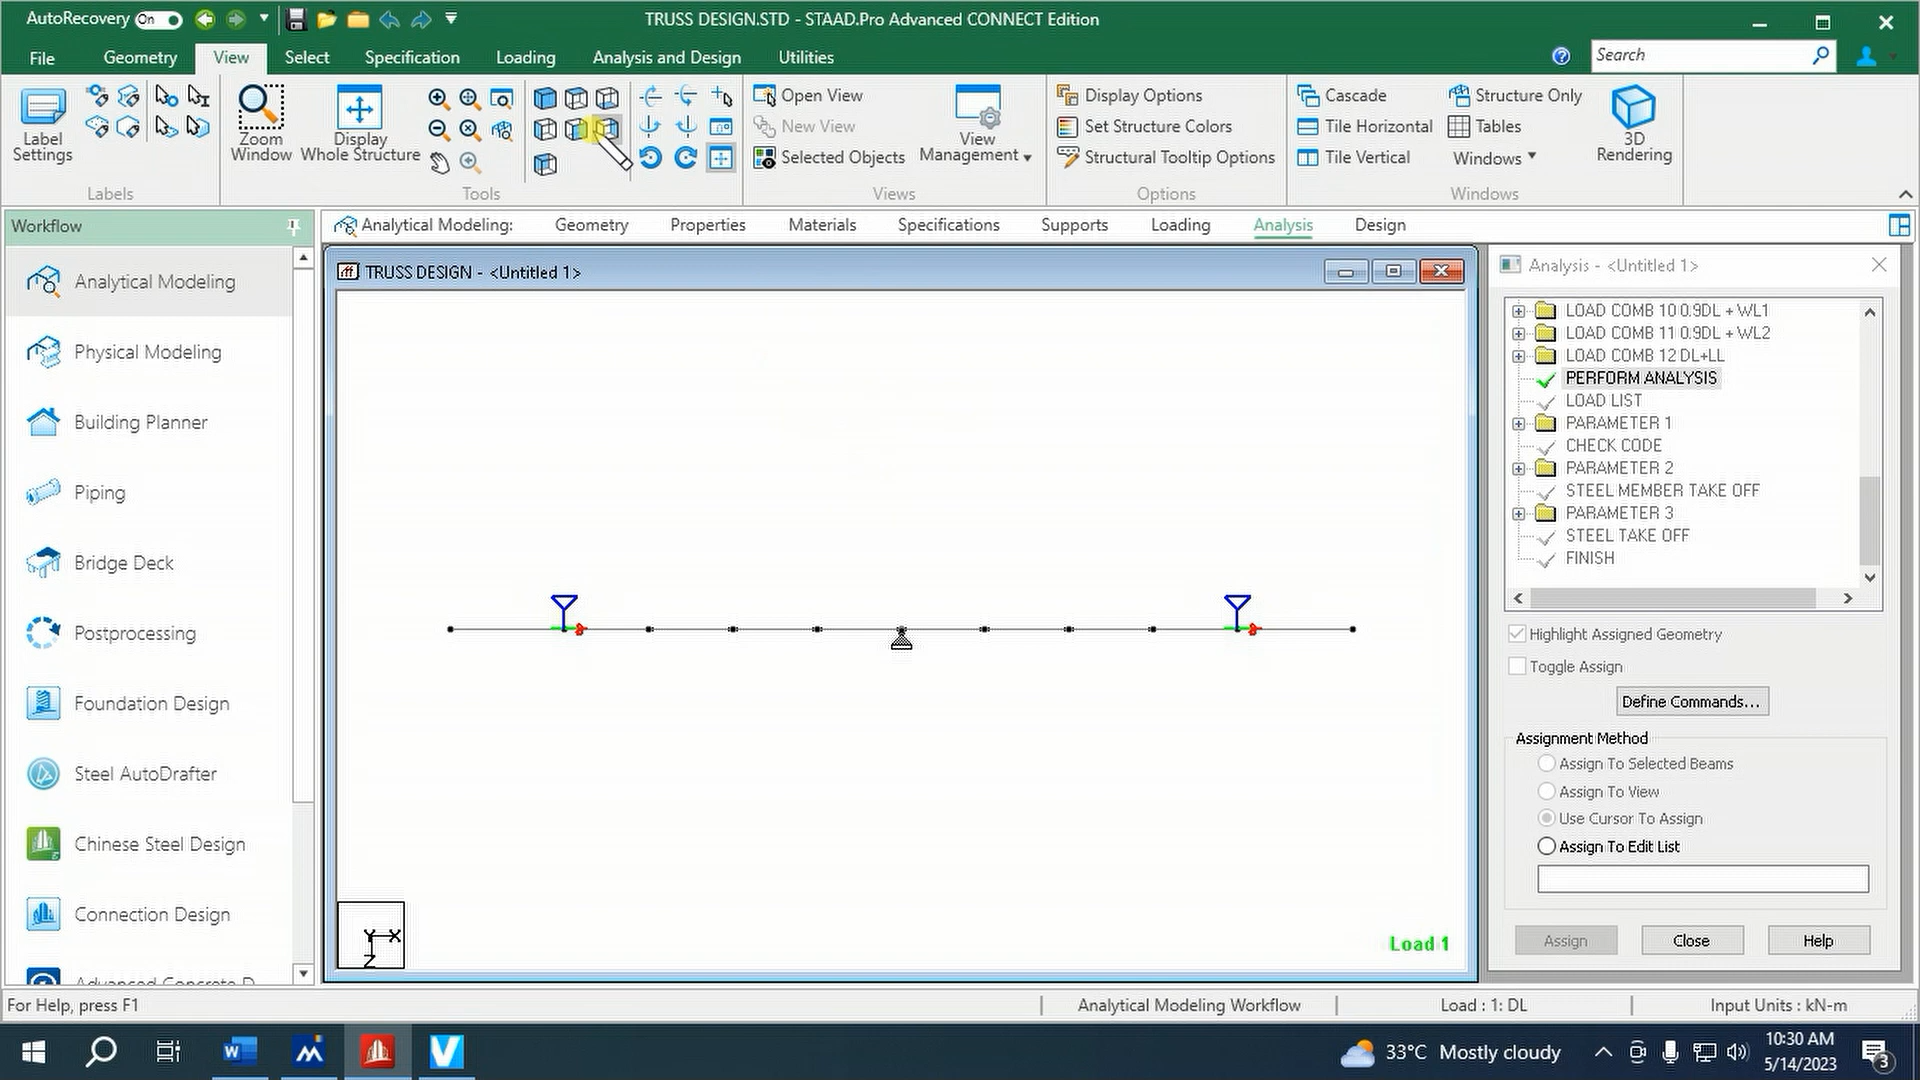 AutoRecovery On
TRUSS DESIGN.STD - STAAD.Pro Advanced CONNECT Edition
File Geometry View Select Specification Loading Analysis and Design Utilities
Search
Label Settings
Labels
Zoom Window
Display Whole Structure
Tools
Open View
New View
Selected Objects
View Management
Views
Display Options
Set Structure Colors
Structural Tooltip Options
Options
Cascade
Tile Horizontal
Tile Vertical
Structure Only
Tables
Windows
3D Rendering
Windows
Workflow
Analytical Modeling
Physical Modeling
Building Planner
Piping
Bridge Deck
Postprocessing
Foundation Design
Steel AutoDrafter
Chinese Steel Design
Connection Design
Advanced Concrete D
Analytical Modeling: Geometry Properties Materials Specifications Supports Loading Analysis Design
TRUSS DESIGN - <Untitled 1>
Y X
Z
Load 1
Analysis - <Untitled 1>
LOAD COMB 10 0.9DL + WL1
LOAD COMB 11 0.9DL + WL2
LOAD COMB 12 DL+LL
PERFORM ANALYSIS
LOAD LIST
PARAMETER 1
CHECK CODE
PARAMETER 2
STEEL MEMBER TAKE OFF
PARAMETER 3
STEEL TAKE OFF
FINISH
Highlight Assigned Geometry
Toggle Assign
Define Commands...
Assignment Method
Assign To Selected Beams
Assign To View
Use Cursor To Assign
Assign To Edit List
Assign Close Help
For Help, press F1
Analytical Modeling Workflow
Load : 1: DL
Input Units : kN-m
33°C Mostly cloudy
10:30 AM
5/14/2023
3